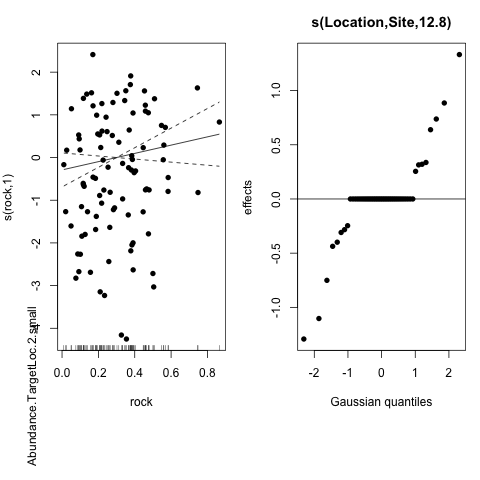 s(Location,Site,12.8)
s(rock,1)
2
1
0
-1
-2
-3
-4
0.0 0.2 0.4 0.6 0.8
rock
Abundance.TargetLoc.2.small
effects
1.0
0.5
0.0
-0.5
-1.0
-2 -1 0 1 2
Gaussian quantiles